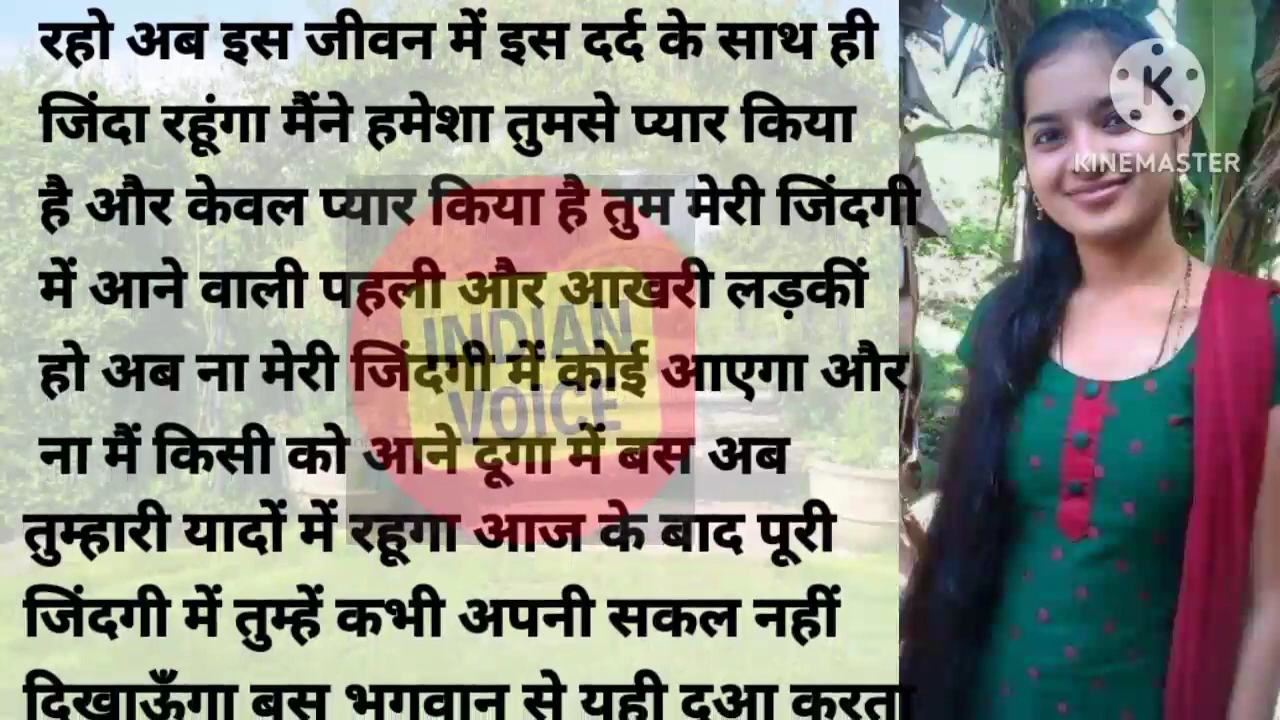 रहो अब इस जीवन में इस दर्द के साथ ही
जिंदा रहूंगा मैंने हमेशा तुमसे प्यार किया
है और केवल प्यार किया है तुम मेरी जिंदगी
में आने वाली पहली और आखरी लड़कीं
हो अब ना मेरी जिंदगी में कोई आएगा और
ना मैं किसी को आने दूगा में बस अब
तुम्हारी यादों में रहूगा आज के बाद पूरी
जिंदगी में तुम्हें कभी अपनी सकल नहीं
दिखाऊँगा बस भगवान से यही दुआ करता
INDIAN
VOICE
K
KINEMASTER